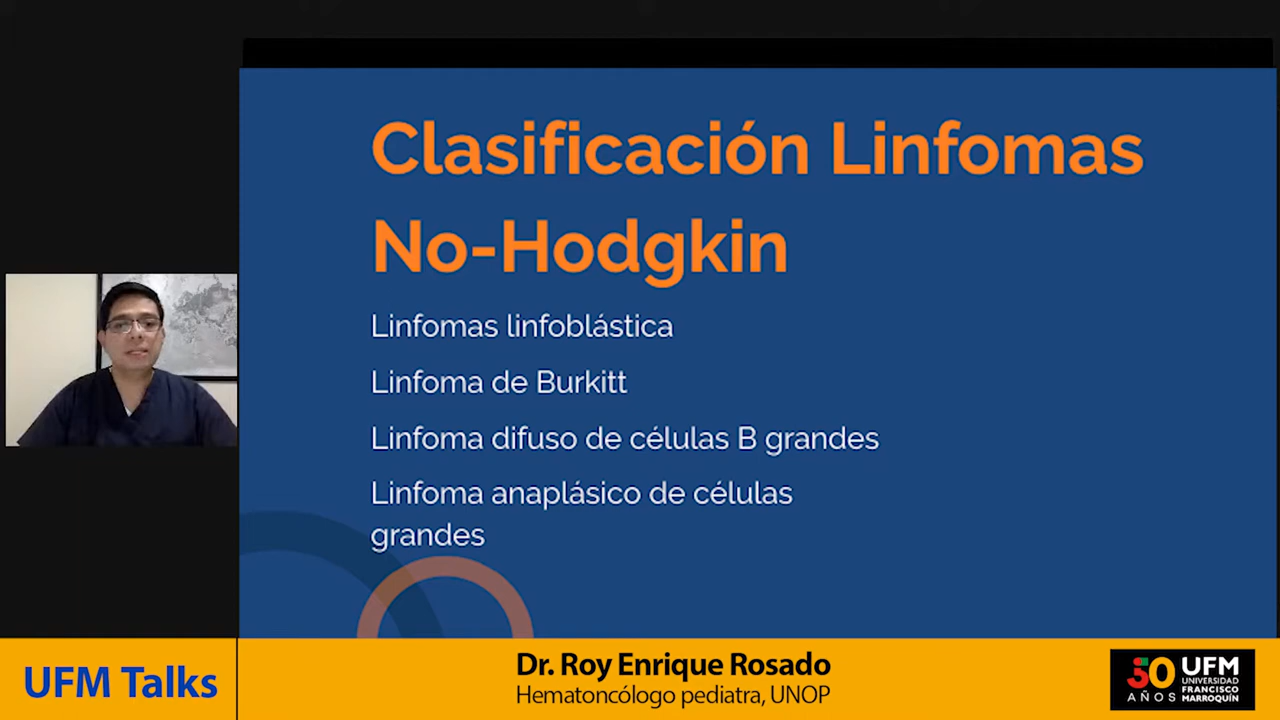 Clasificación Linfomas
No-Hodgkin
Linfomas linfoblástica
Linfoma de Burkitt
Linfoma difuso de células B grandes
Linfoma anaplásico de células
grandes
UFM Talks
Dr. Roy Enrique Rosado
Hematoncólogo pediatra, UNOP
50
AÑOS
UFM
UNIVERSIDAD
FRANCISCO
MARROQUÍN